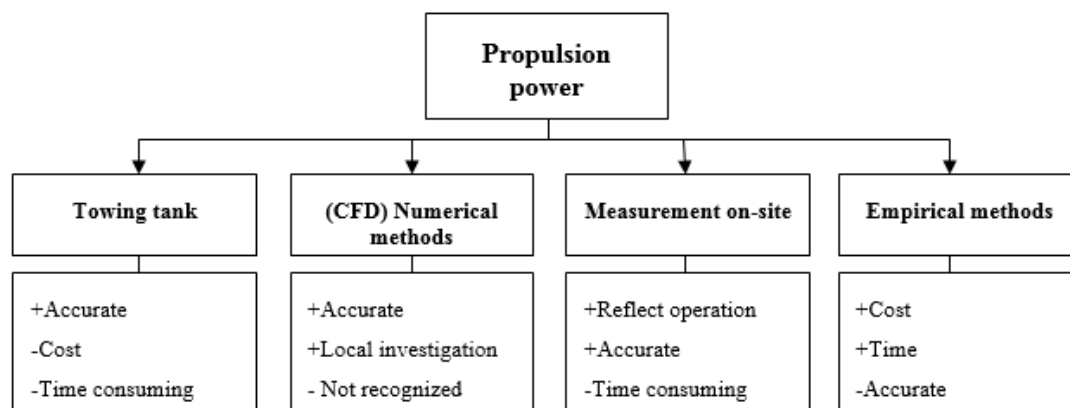 Propulsion
power
Towing tank
(CFD) Numerical
methods
Measurement on-site
Empirical methods
+Accurate
-Cost
-Time consuming
+Accurate
+Local investigation
- Not recognized
+Reflect operation
+Accurate
-Time consuming
+Cost
+Time
-Accurate